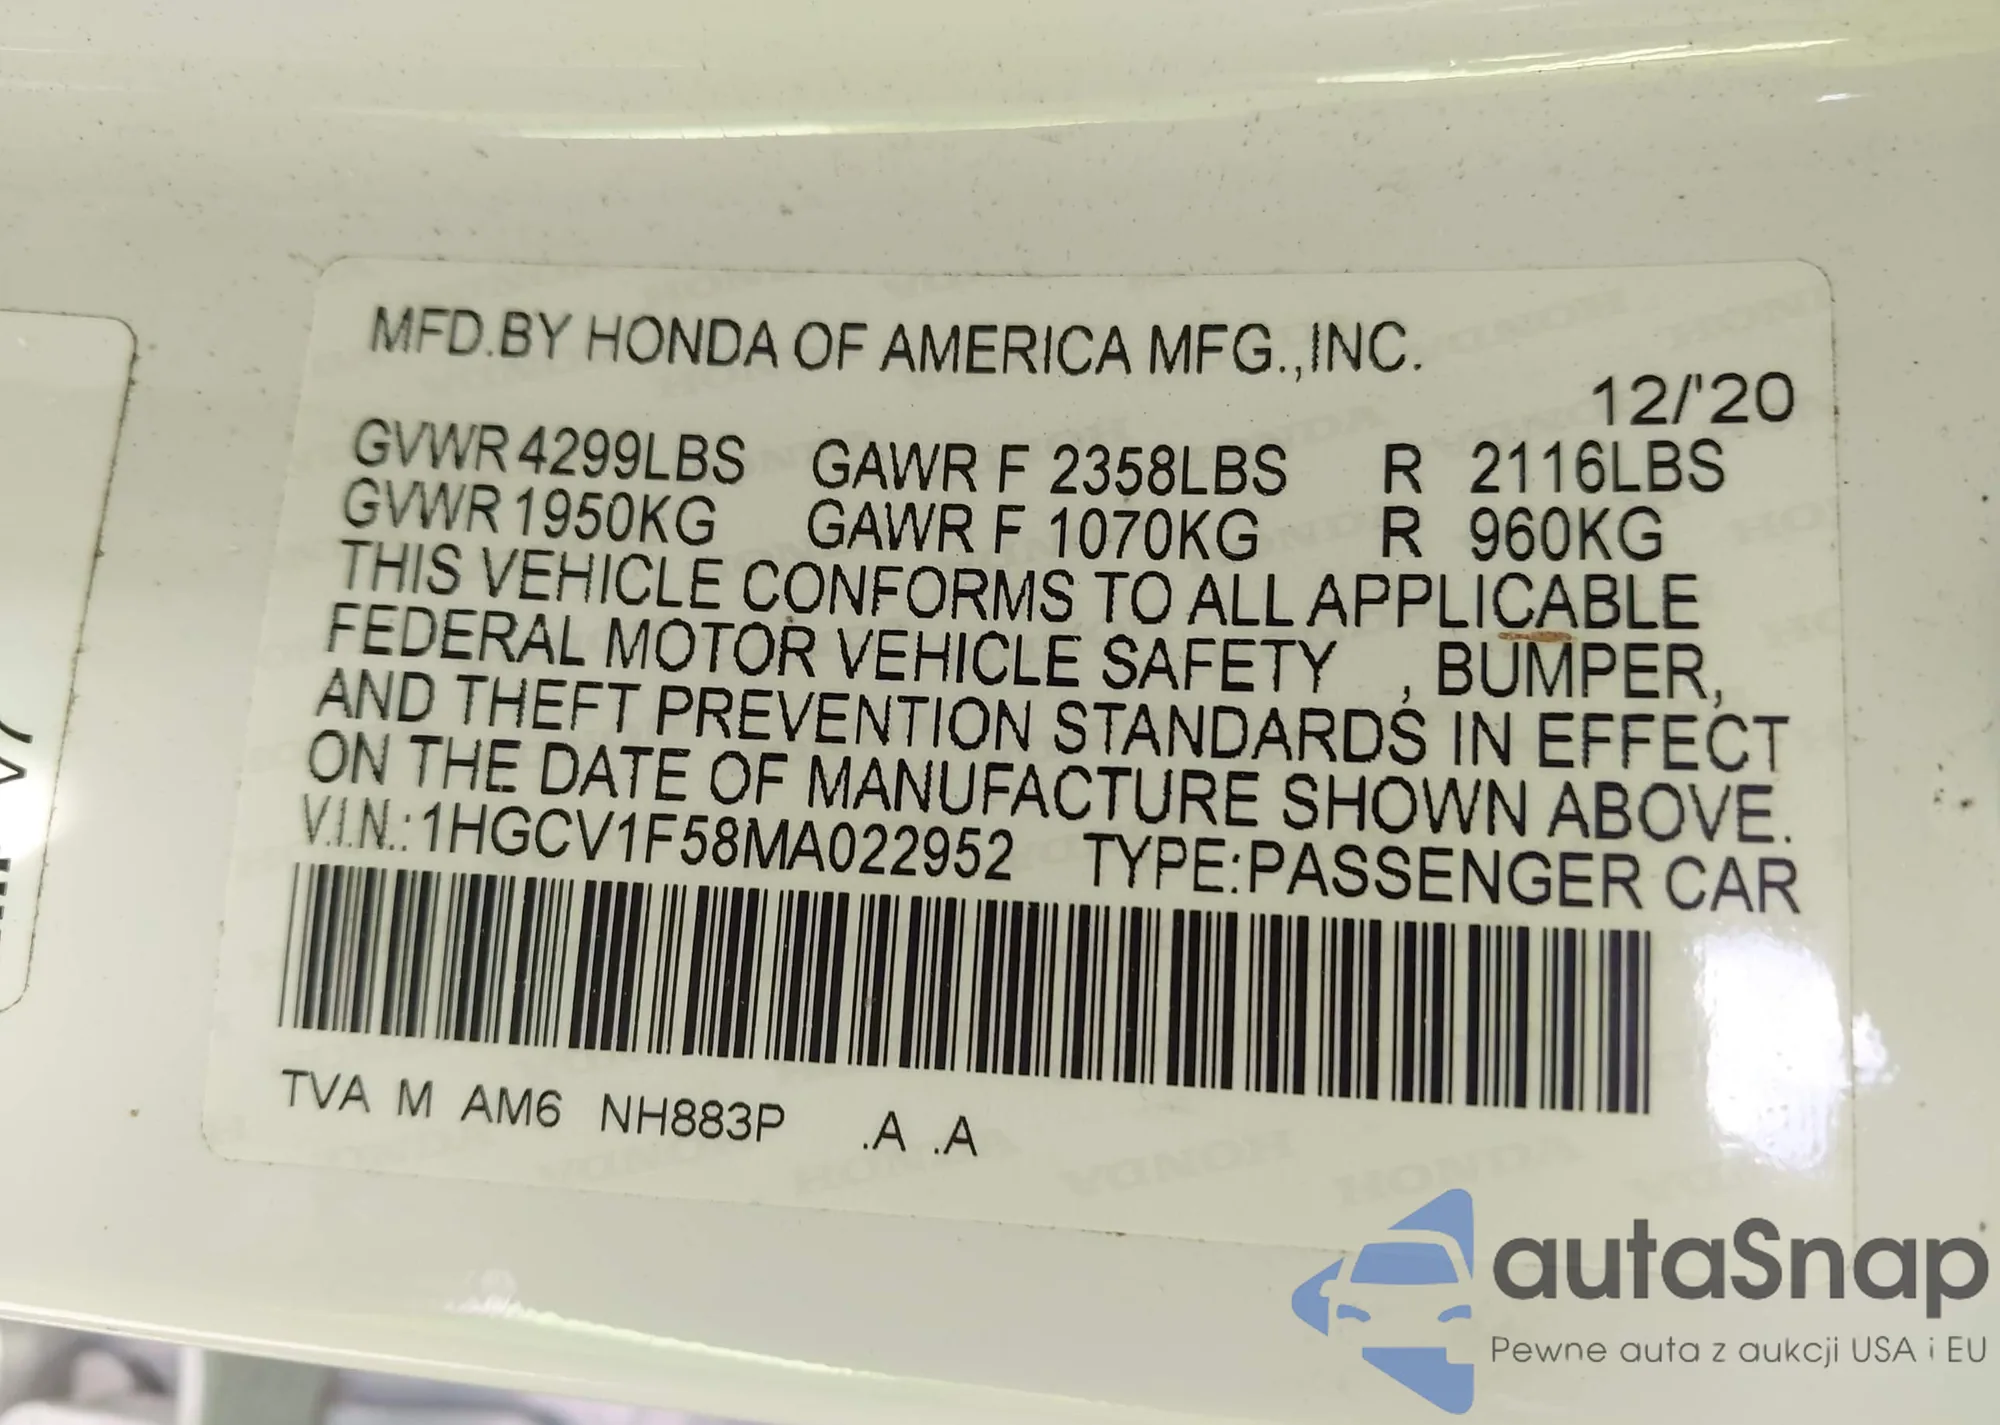 MFD.BY HONDA OF AMERICA MFG.,INC.
12/'20
GVWR 4299LBS GAWR F 2358LBS R 2116LBS
GVWR 1950KG GAWR F 1070KG R 960KG
THIS VEHICLE CONFORMS TO ALL APPLICABLE
FEDERAL MOTOR VEHICLE SAFETY , BUMPER,
AND THEFT PREVENTION STANDARDS IN EFFECT
ON THE DATE OF MANUFACTURE SHOWN ABOVE.
V.I.N.:1HGCV1F58MA022952 TYPE:PASSENGER CAR
TVA M AM6 NH883P .A .A
autaSnap
Pewne auta z aukcji USA i EU